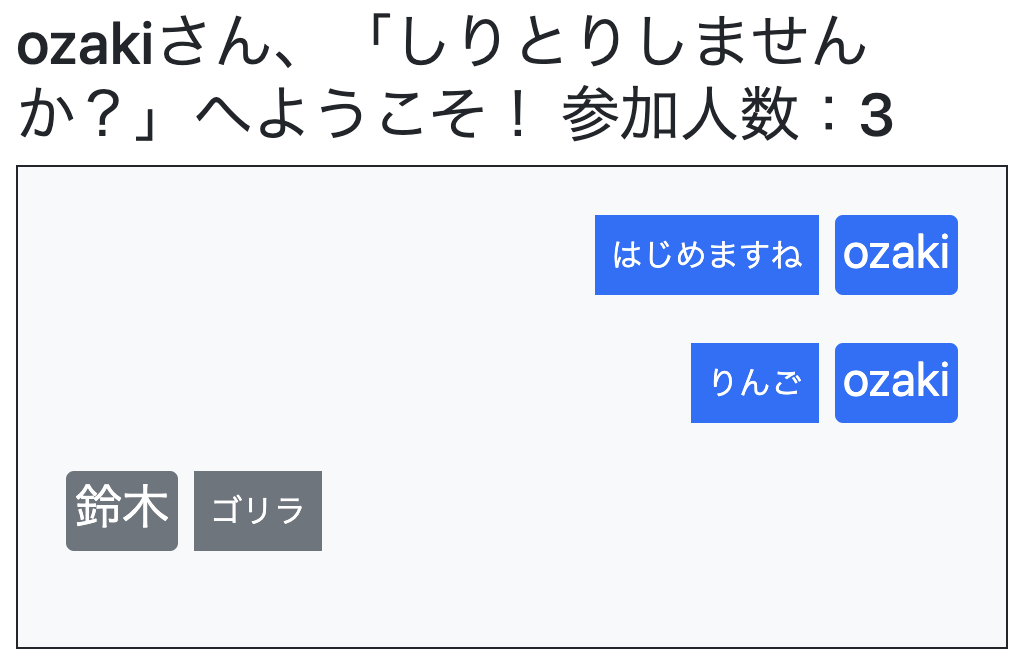 ozakiさん、「しりとりしません
か？」へようこそ！ 参加人数：3
はじめますね ozaki
りんご ozaki
鈴木 ゴリラ